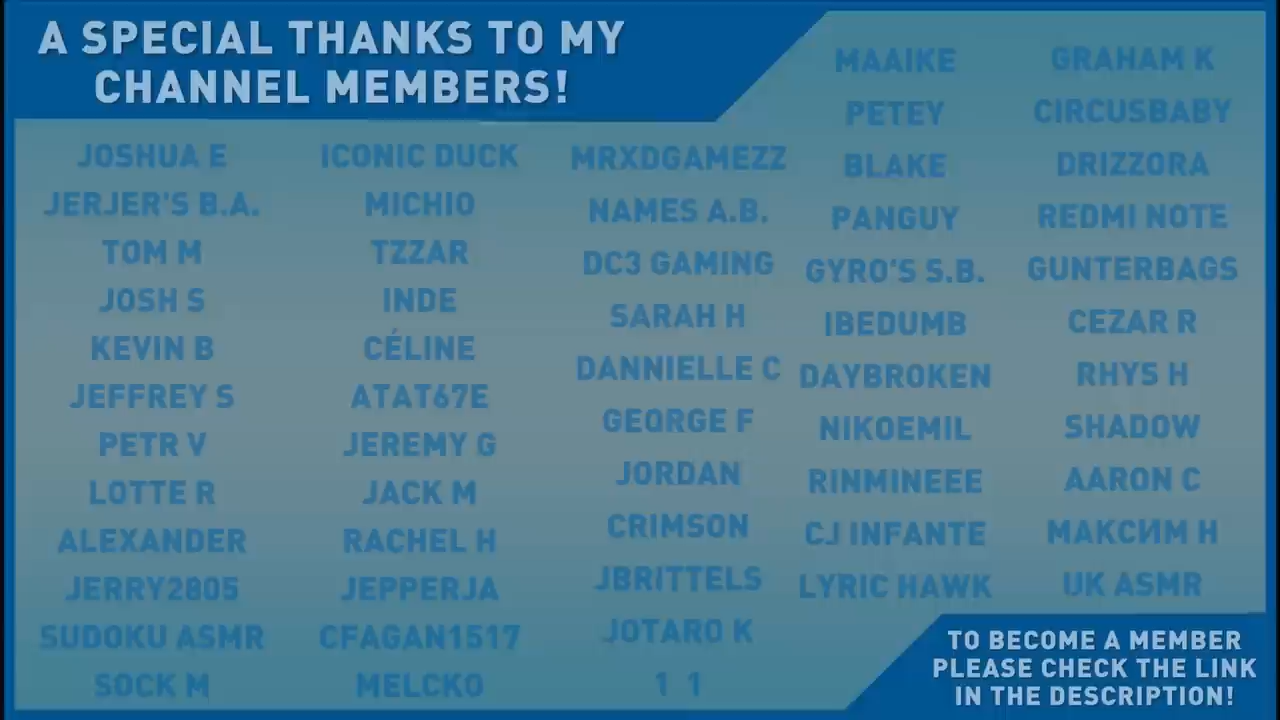 A SPECIAL THANKS TO MY
CHANNEL MEMBERS!
JOSHUA E
JERJER'S B.A.
TOM M
JOSH S
KEVIN B
JEFFREY S
PETR V
LOTTE R
ALEXANDER
JERRY2805
SUDOKU ASMR
SOCK M
ICONIC DUCK
MICHIO
TZZAR
INDE
CÉLINE
ATAT67E
JEREMY G
JACK M
RACHEL H
JEPPERJA
CFAGAN1517
MELCKO
MRXDGAMEZZ
NAMES A.B.
DC3 GAMING
SARAH H
DANNIELLE C
GEORGE F
JORDAN
CRIMSON
JBRITTELS
JOTARO K
1 1
MAAIKE
PETEY
BLAKE
PANGUY
GYRO'S S.B.
IBEDUMB
DAYBROKEN
NIKOEMIL
RINMINEEE
CJ INFANTE
LYRIC HAWK
GRAHAM K
CIRCUSBABY
DRIZZORA
REDMI NOTE
GUNTERBAGS
CEZAR R
RHYS H
SHADOW
AARON C
МАКСИМ Н
UK ASMR
TO BECOME A MEMBER
PLEASE CHECK THE LINK
IN THE DESCRIPTION!